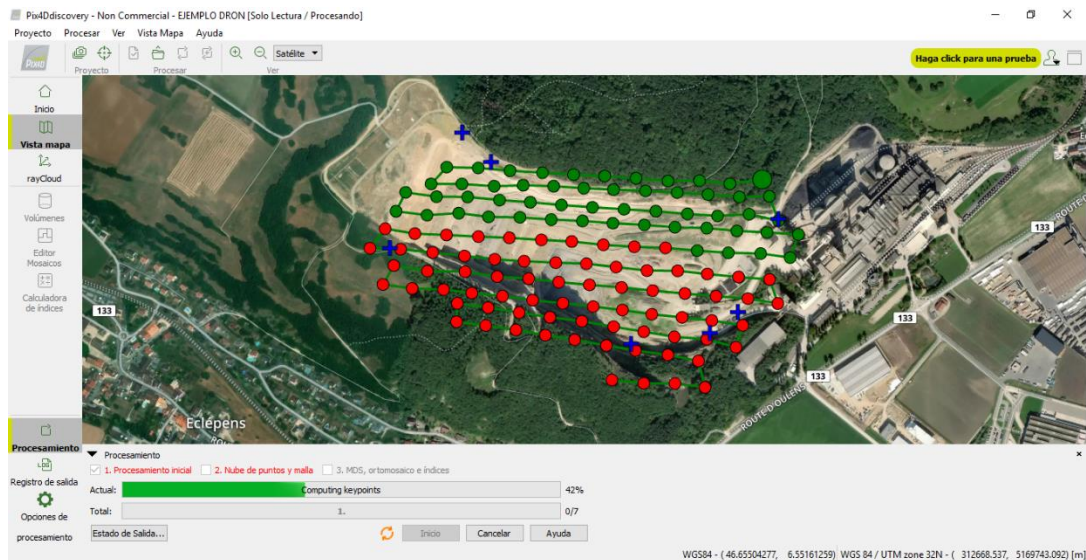 Pix4Ddiscovery - Non Commercial - EJEMPLO DRON [Solo Lectura / Procesando]
Proyecto Procesar Ver Vista Mapa Ayuda
Satélite
Proyecto Procesar Ver
Haga click para una prueba
Inicio
Vista mapa
rayCloud
Volúmenes
Editor
Mosaicos
Calculadora
de índices
133
133
133
133
Eclépens
ROUTE D'OULENS
Procesamiento
Registro de salida
Opciones de
procesamiento
Procesamiento
1. Procesamiento inicial 2. Nube de puntos y malla 3. MDS, ortomosaico e índices
Actual: Computing keypoints 42%
Total: 1. 0/7
Estado de Salida... Inicio Cancelar Ayuda
WGS84 - ( 46.65504277, 6.55161259) WGS 84 / UTM zone 32N - ( 312668.537, 5169743.092) [m]